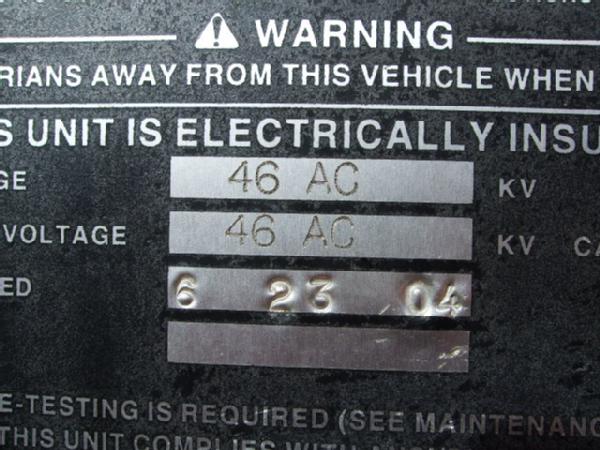 WARNING
RIANS AWAY FROM THIS VEHICLE WHEN
S UNIT IS ELECTRICALLY INSU
GE 46 AC KV
VOLTAGE 46 AC KV CA
ED 6 23 04
E-TESTING IS REQUIRED (SEE MAINTENANC
THIS UNIT COMPLIES WITH